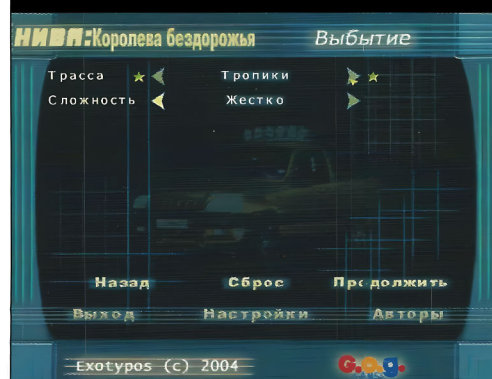 НИВА: Королева бездорожья Выбытие
Трасса Тропики
Сложность Жестко
Назад Сброс Продолжить
Выход Настройки Авторы
Exotypos (c) 2004 G.o.g.